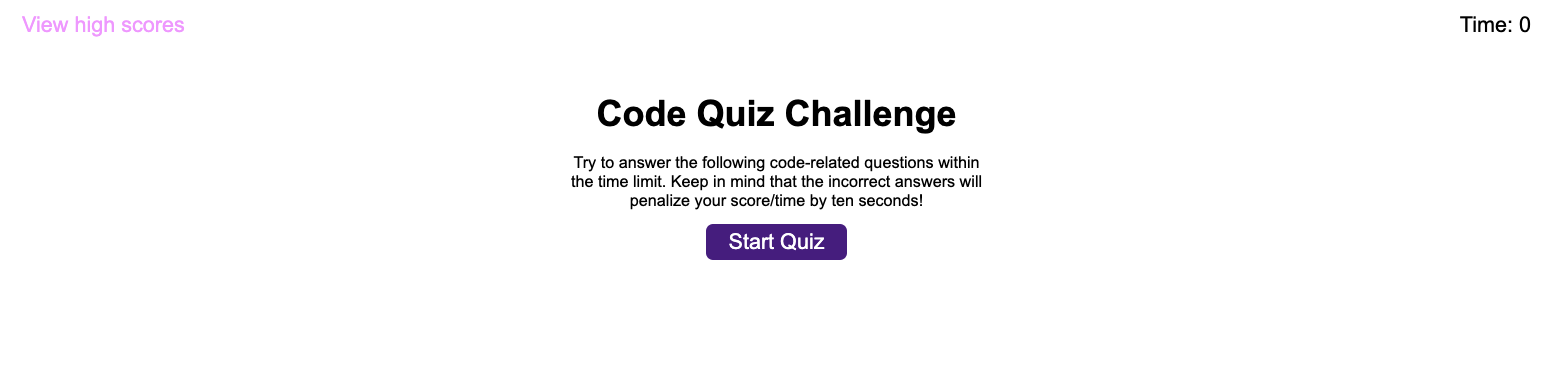 View high scores
Time: 0
Code Quiz Challenge
Try to answer the following code-related questions within
the time limit. Keep in mind that the incorrect answers will
penalize your score/time by ten seconds!
Start Quiz